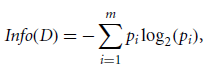 Info(D) = − ∑_{i=1}^{m} p_i log_2(p_i),